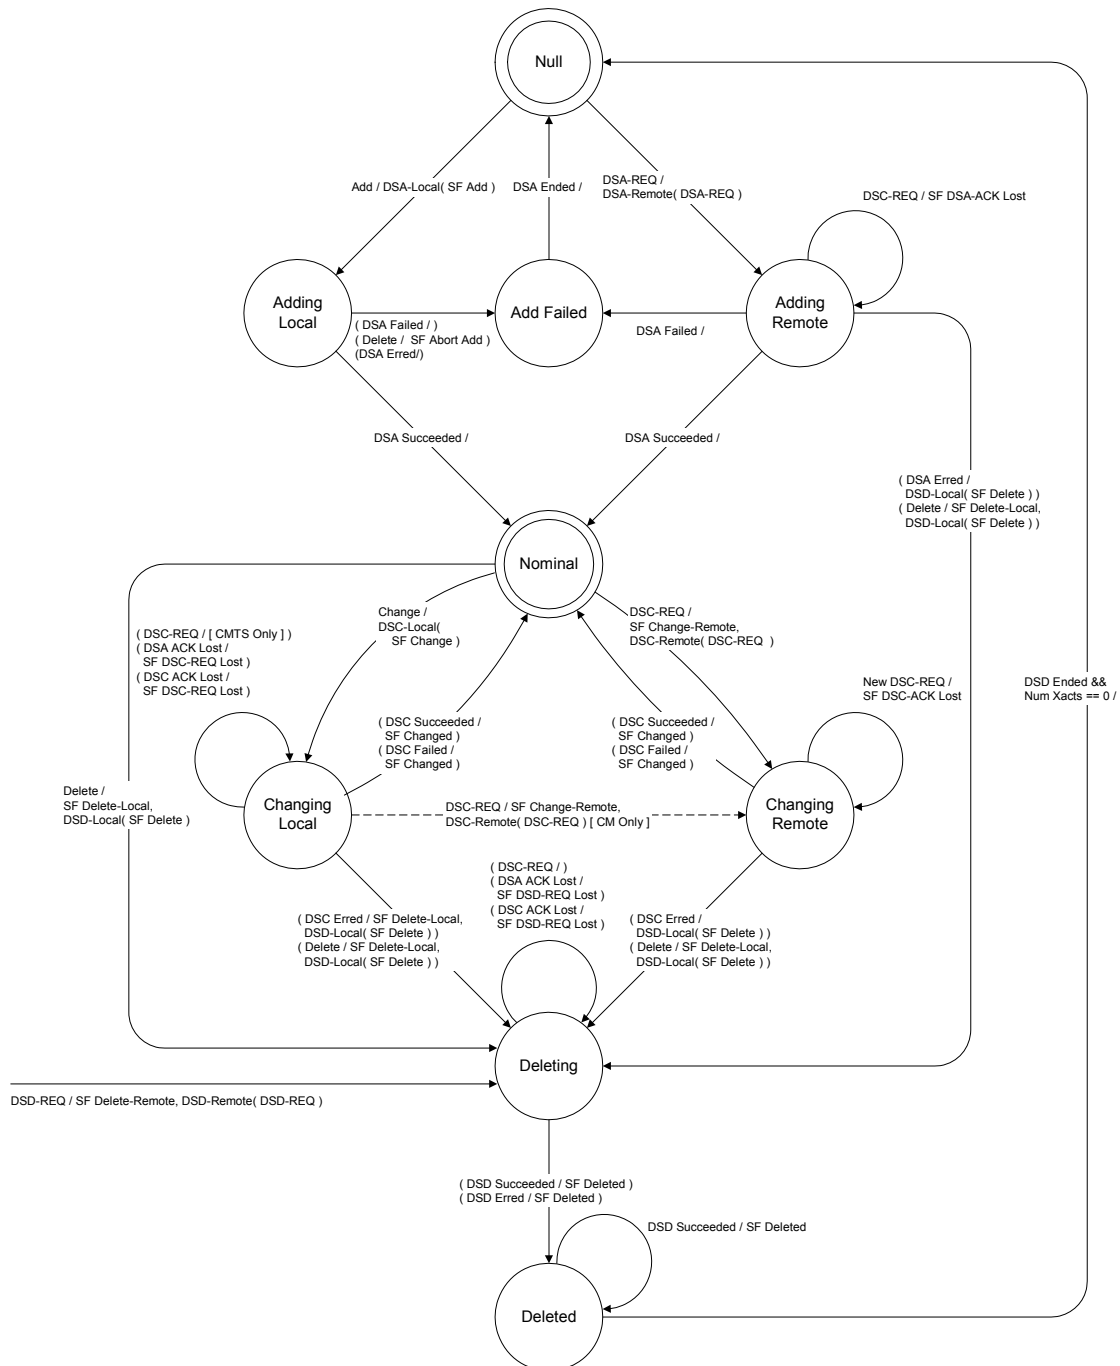 Null
Add / DSA-Local( SF Add )
DSA Ended /
DSA-REQ /
DSA-Remote( DSA-REQ )
DSC-REQ / SF DSA-ACK Lost
Adding
Local
Add Failed
Adding
Remote
( DSA Failed / )
( Delete / SF Abort Add )
(DSA Erred/)
DSA Failed /
DSA Succeeded /
DSA Succeeded /
( DSA Erred /
DSD-Local( SF Delete ) )
( Delete / SF Delete-Local,
DSD-Local( SF Delete ) )
Nominal
Change /
DSC-Local(
SF Change )
DSC-REQ /
SF Change-Remote,
DSC-Remote( DSC-REQ )
( DSC-REQ / [ CMTS Only ] )
( DSA ACK Lost /
SF DSC-REQ Lost )
( DSC ACK Lost /
SF DSC-REQ Lost )
New DSC-REQ /
SF DSC-ACK Lost
DSD Ended &&
Num Xacts == 0 /
( DSC Succeeded /
SF Changed )
( DSC Failed /
SF Changed )
( DSC Succeeded /
SF Changed )
( DSC Failed /
SF Changed )
Delete /
SF Delete-Local,
DSD-Local( SF Delete )
Changing
Local
DSC-REQ / SF Change-Remote,
DSC-Remote( DSC-REQ ) [ CM Only ]
Changing
Remote
( DSC-REQ / )
( DSA ACK Lost /
SF DSD-REQ Lost )
( DSC ACK Lost /
SF DSD-REQ Lost )
( DSC Erred / SF Delete-Local,
DSD-Local( SF Delete ) )
( Delete / SF Delete-Local,
DSD-Local( SF Delete ) )
( DSC Erred /
DSD-Local( SF Delete ) )
( Delete / SF Delete-Local,
DSD-Local( SF Delete ) )
Deleting
DSD-REQ / SF Delete-Remote, DSD-Remote( DSD-REQ )
( DSD Succeeded / SF Deleted )
( DSD Erred / SF Deleted )
DSD Succeeded / SF Deleted
Deleted